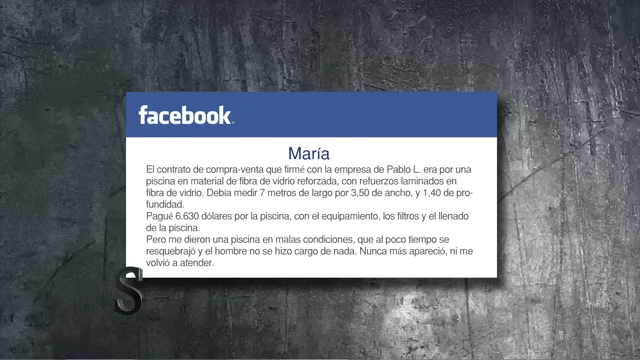 facebook
María
El contrato de compra-venta que firmé con la empresa de Pablo L. era por una
piscina en material de fibra de vidrio reforzada, con refuerzos laminados en
fibra de vidrio. Debía medir 7 metros de largo por 3,50 de ancho, y 1,40 de pro-
fundidad.
Pagué 6.630 dólares por la piscina, con el equipamiento, los filtros y el llenado
de la piscina.
Pero me dieron una piscina en malas condiciones, que al poco tiempo se
resquebrajó y el hombre no se hizo cargo de nada. Nunca más apareció, ni me
volvió a atender.
S